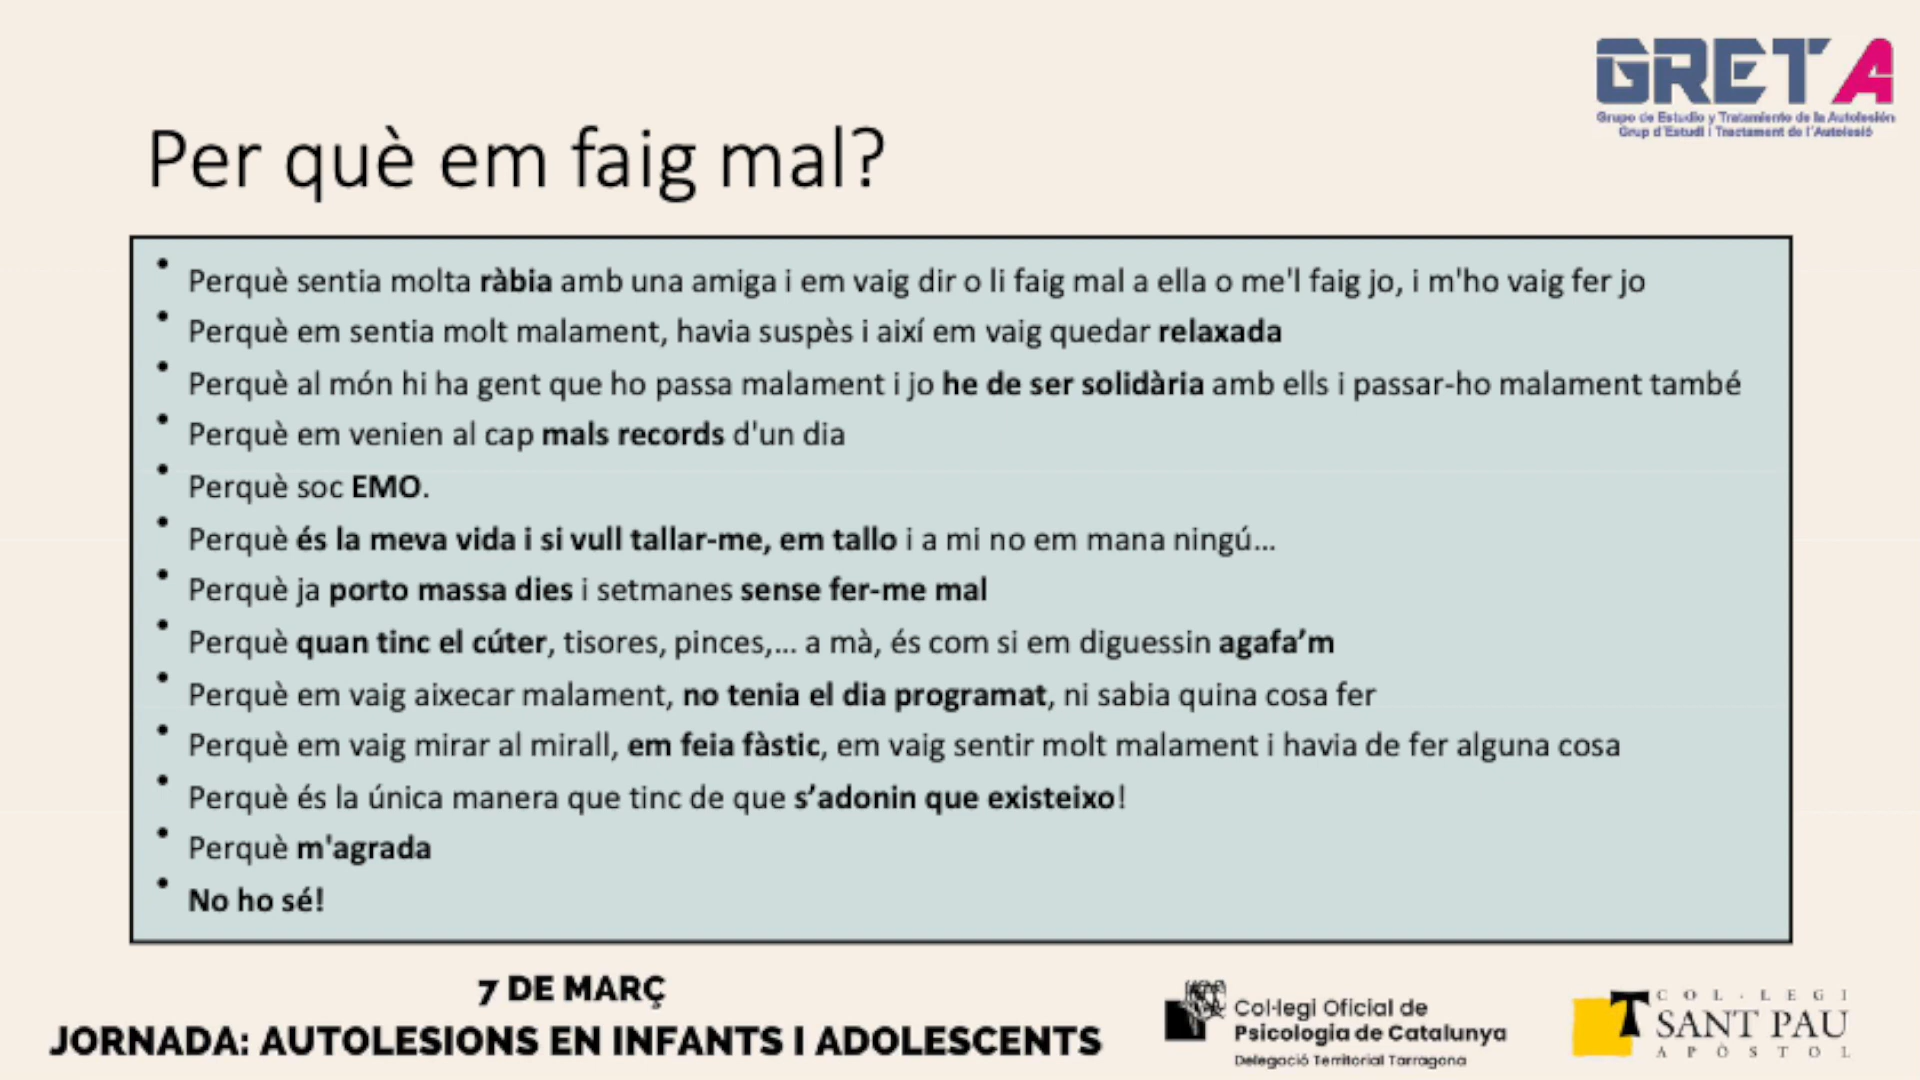 GRETA
Grupo de Estudio y Tratamiento de la Autolesión
Grup d'Estudi i Tractament de l'Autolesió
Per què em faig mal?
• Perquè sentia molta ràbia amb una amiga i em vaig dir o li faig mal a ella o me'l faig jo, i m'ho vaig fer jo
• Perquè em sentia molt malament, havia suspès i així em vaig quedar relaxada
• Perquè al món hi ha gent que ho passa malament i jo he de ser solidària amb ells i passar-ho malament també
• Perquè em venien al cap mals records d'un dia
• Perquè soc EMO.
• Perquè és la meva vida i si vull tallar-me, em tallo i a mi no em mana ningú...
• Perquè ja porto massa dies i setmanes sense fer-me mal
• Perquè quan tinc el cúter, tisores, pinces,... a mà, és com si em diguessin agafa’m
• Perquè em vaig aixecar malament, no tenia el dia programat, ni sabia quina cosa fer
• Perquè em vaig mirar al mirall, em feia fàstic, em vaig sentir molt malament i havia de fer alguna cosa
• Perquè és la única manera que tinc de que s’adonin que existeixo!
• Perquè m'agrada
• No ho sé!
7 DE MARÇ
JORNADA: AUTOLESIONS EN INFANTS I ADOLESCENTS
Col·legi Oficial de
Psicologia de Catalunya
Delegació Territorial Tarragona
COL·LEGI
SANT PAU
APÒSTOL